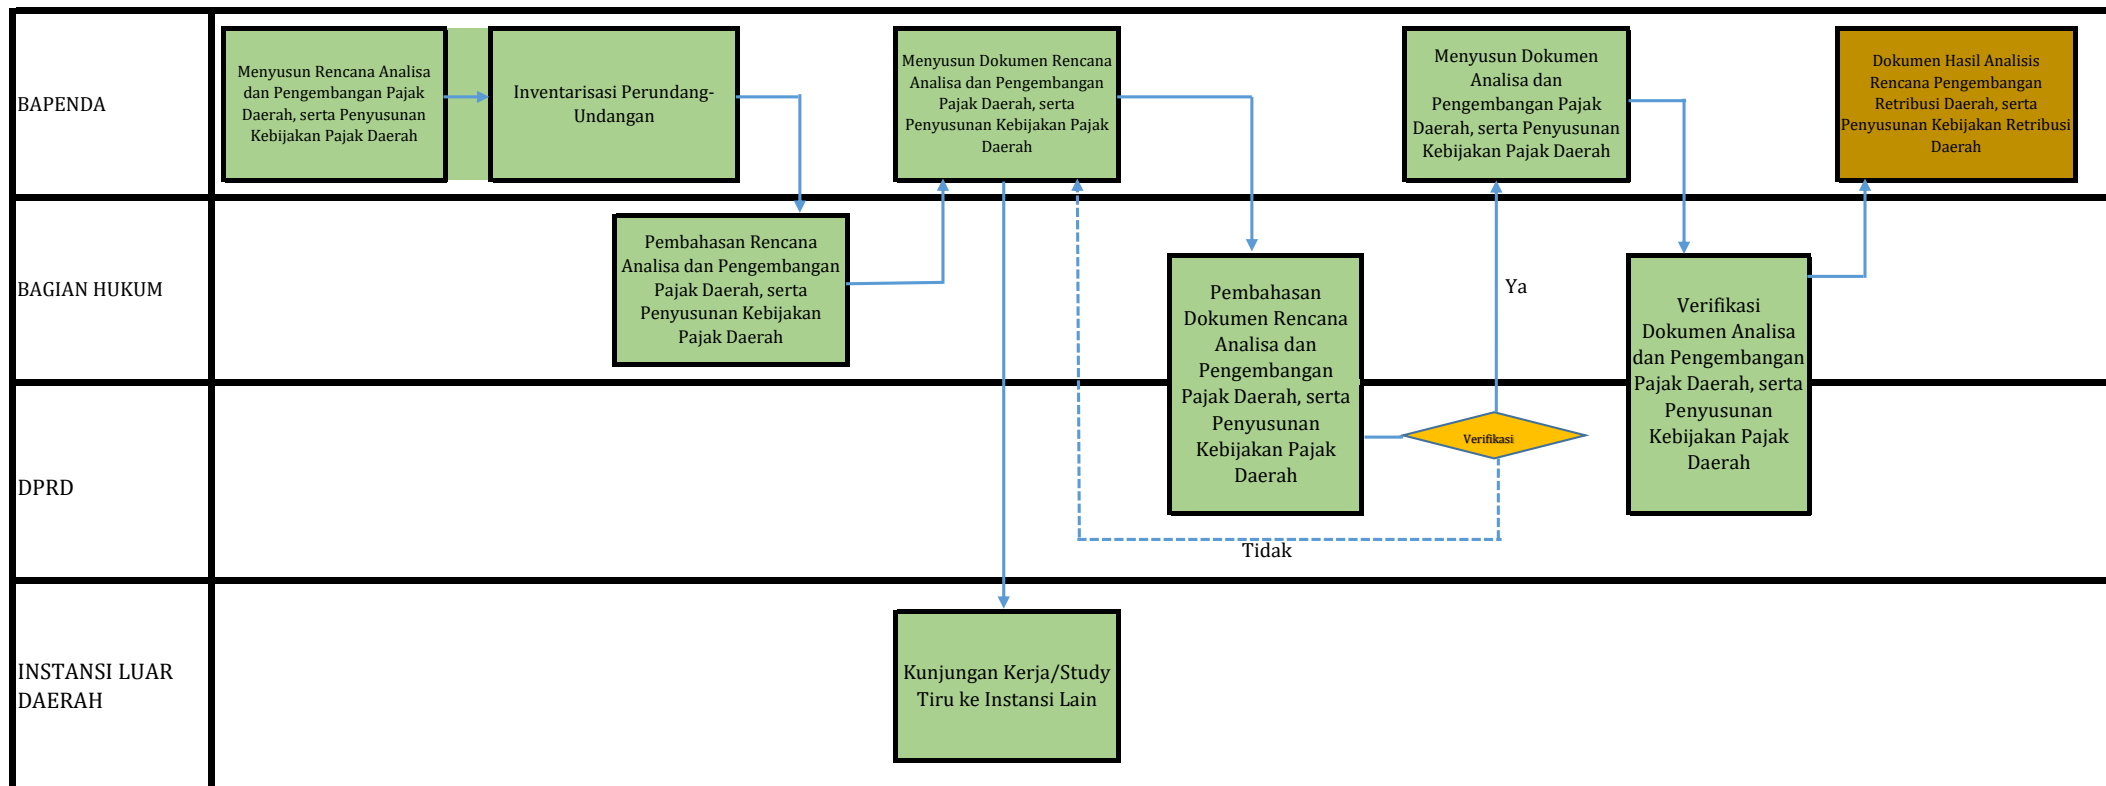 BAPENDA
Menyusun Rencana Analisa
dan Pengembangan Pajak
Daerah, serta Penyusunan
Kebijakan Pajak Daerah
Inventarisasi Perundang-
Undangan
Menyusun Dokumen Rencana
Analisa dan Pengembangan
Pajak Daerah, serta
Penyusunan Kebijakan Pajak
Daerah
Menyusun Dokumen
Analisa dan
Pengembangan Pajak
Daerah, serta Penyusunan
Kebijakan Pajak Daerah
Dokumen Hasil Analisis
Rencana Pengembangan
Retribusi Daerah, serta
Penyusunan Kebijakan Retribusi
Daerah
BAGIAN HUKUM
Pembahasan Rencana
Analisa dan Pengembangan
Pajak Daerah, serta
Penyusunan Kebijakan
Pajak Daerah
Pembahasan
Dokumen Rencana
Analisa dan
Pengembangan
Pajak Daerah, serta
Penyusunan
Kebijakan Pajak
Daerah
Ya
Verifikasi
Dokumen Analisa
dan Pengembangan
Pajak Daerah, serta
Penyusunan
Kebijakan Pajak
Daerah
DPRD
Verifikasi
Tidak
INSTANSI LUAR
DAERAH
Kunjungan Kerja/Study
Tiru ke Instansi Lain